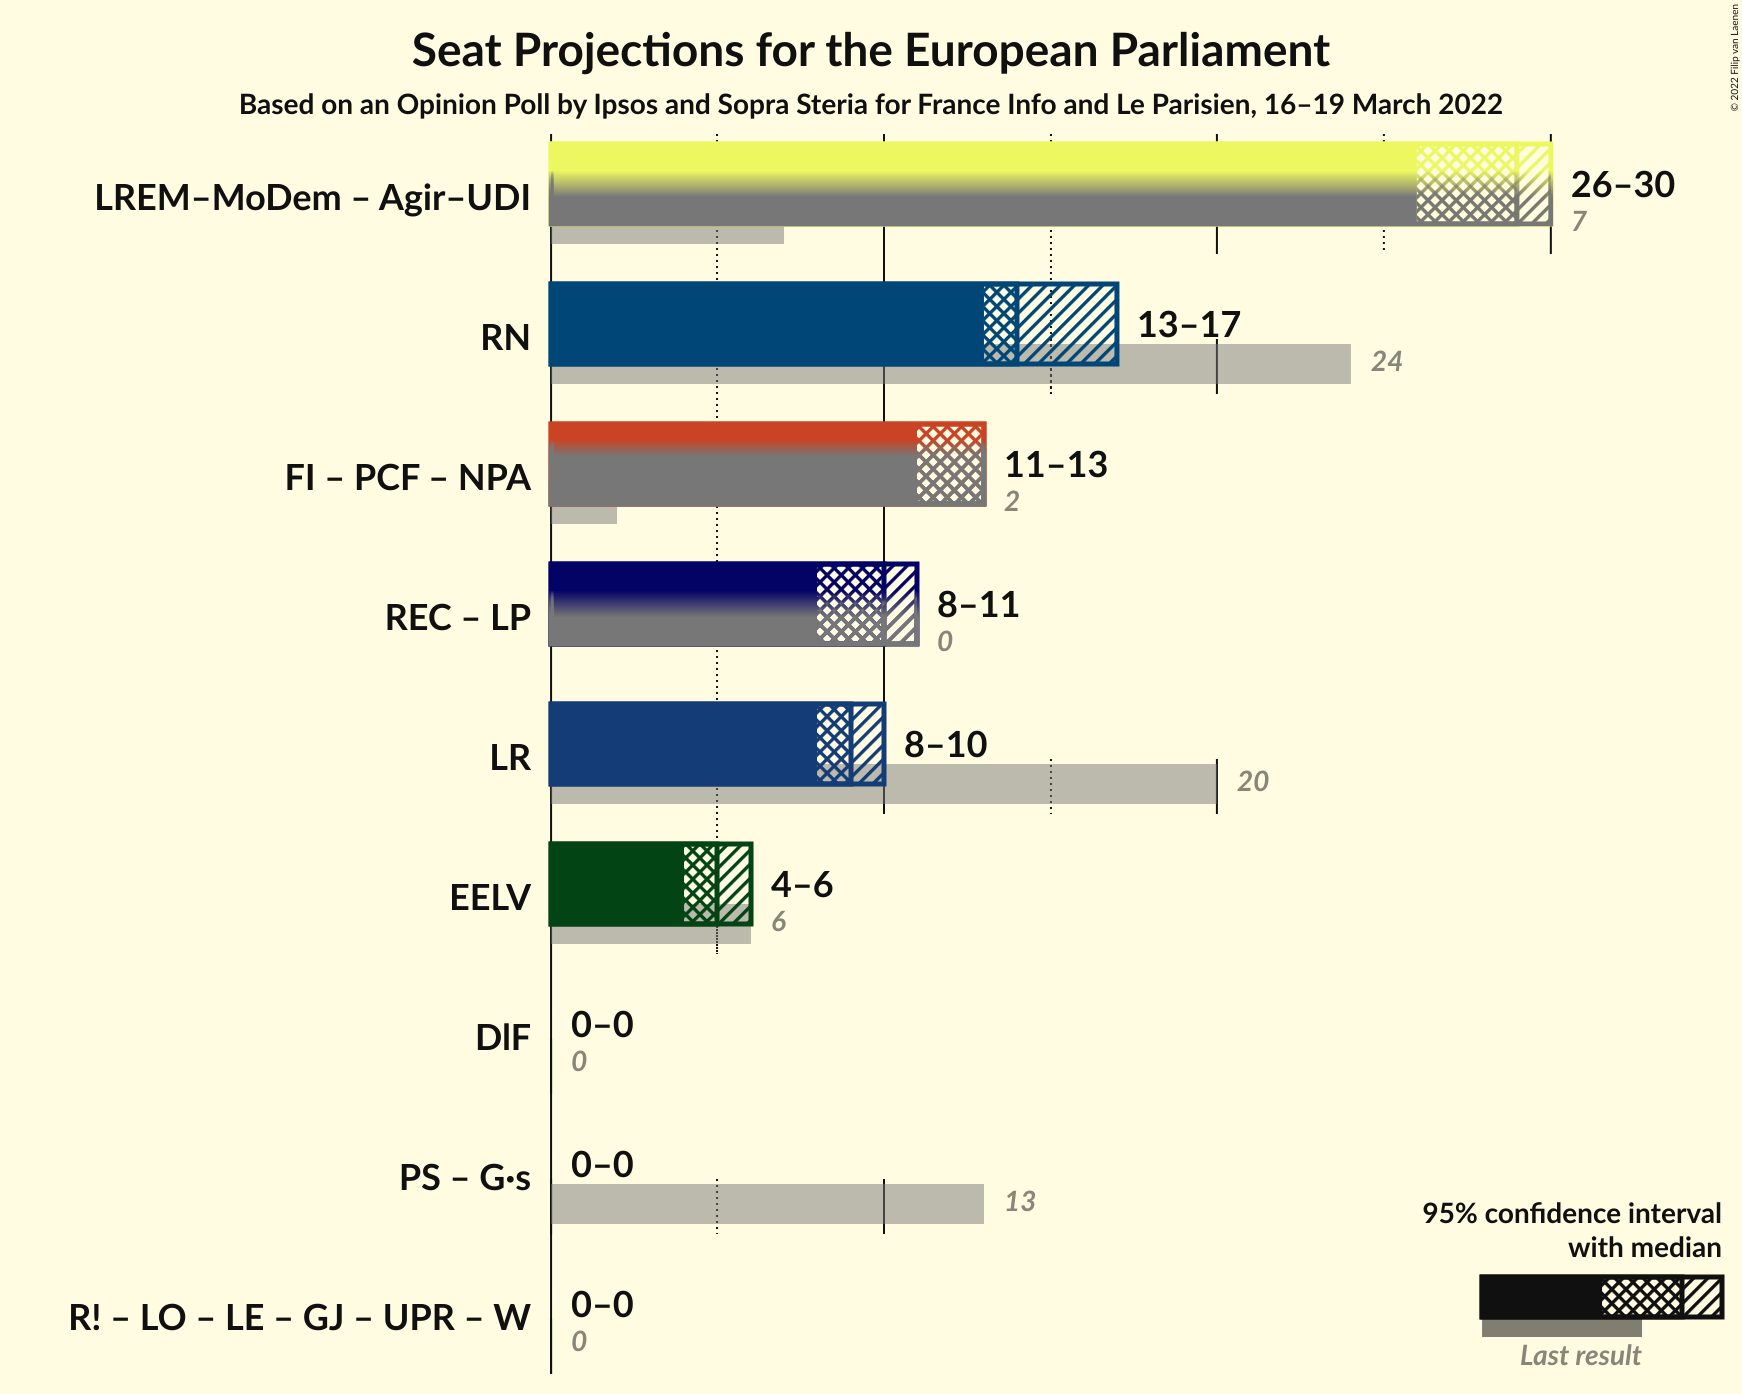 Seat Projections for the European Parliament
Based on an Opinion Poll by Ipsos and Sopra Steria for France Info and Le Parisien, 16–19 March 2022
© 2022 Filip van Laenen
LREM–MoDem – Agir–UDI
26–30
7
RN
13–17
24
FI – PCF – NPA
11–13
2
REC – LP
8–11
0
LR
8–10
20
EELV
4–6
6
DlF
0–0
0
PS – G·s
0–0
13
R! – LO – LE – GJ – UPR – W
0–0
0
95% confidence interval
with median
Last result